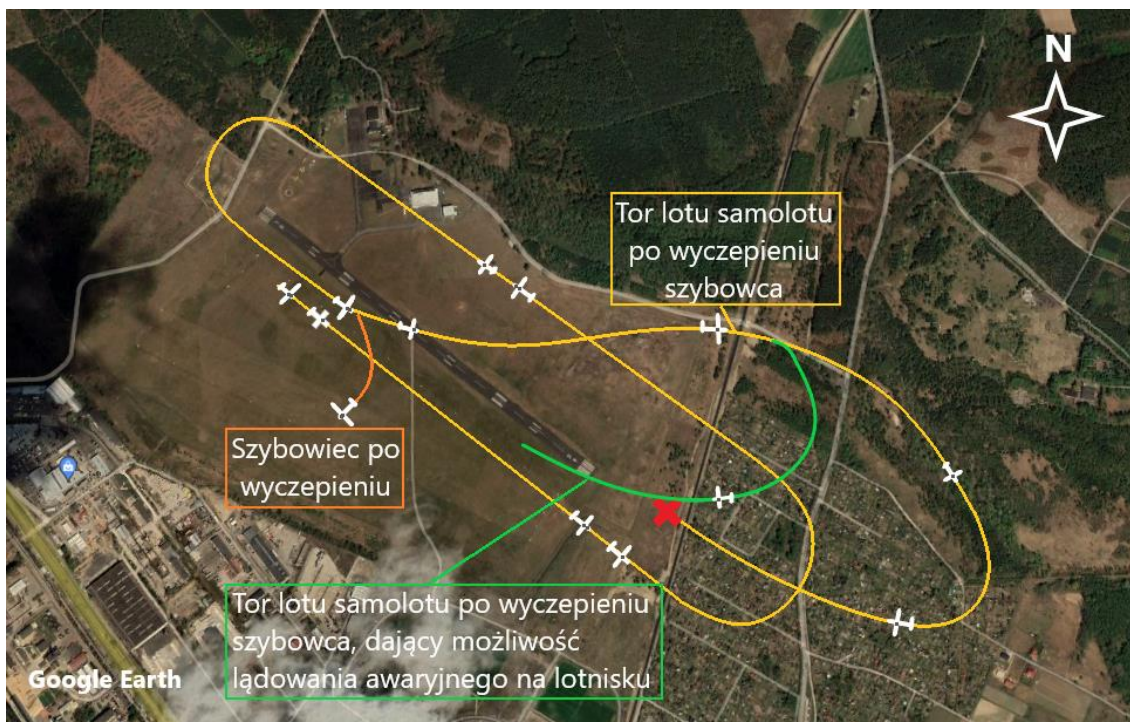 N
Tor lotu samolotu
po wyczepieniu
szybowca
Szybowiec po
wyczepieniu
Tor lotu samolotu po wyczepieniu
szybowca, dający możliwość
lądowania awaryjnego na lotnisku
Google Earth